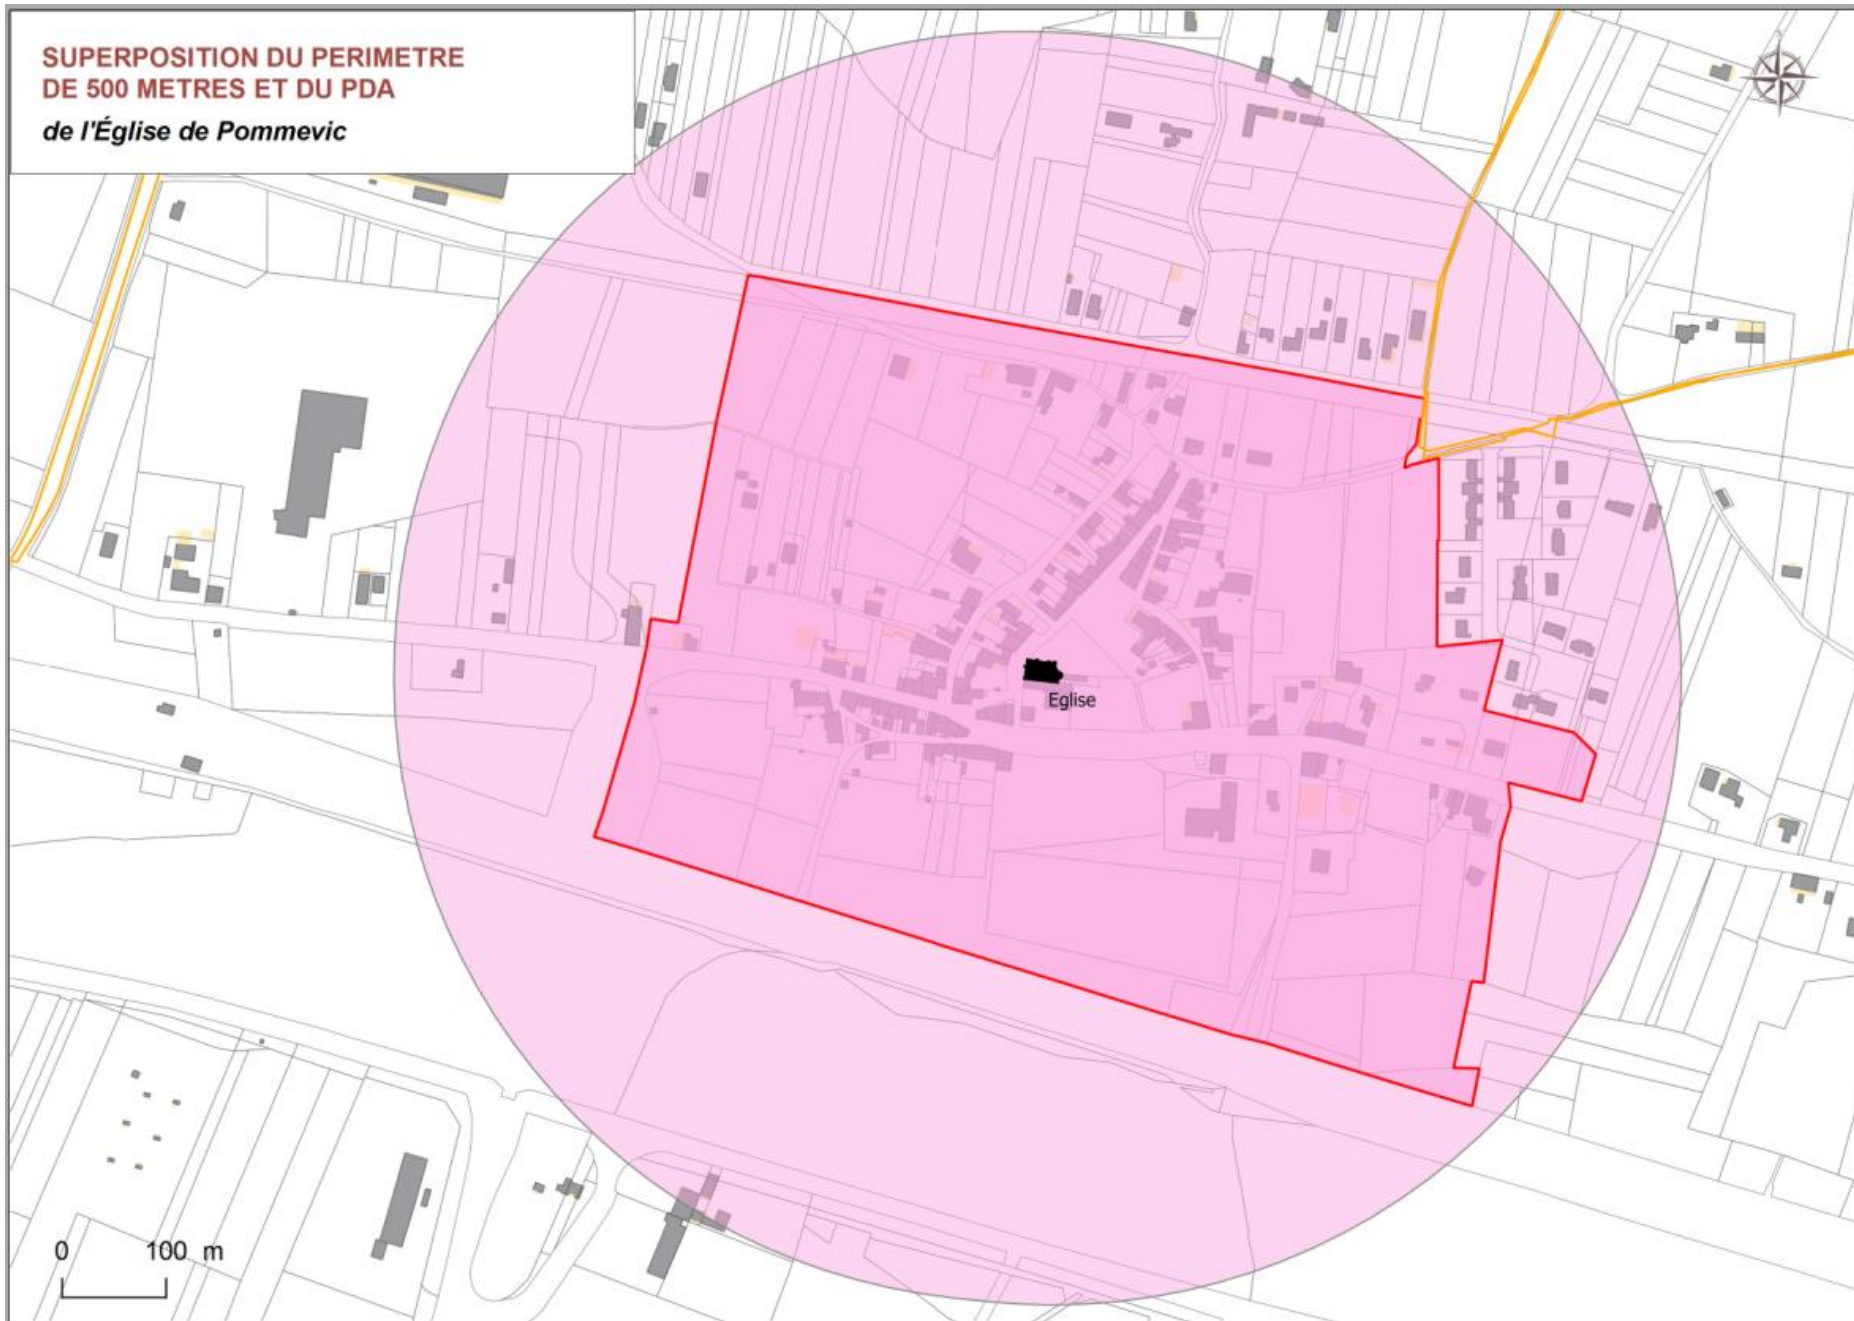 SUPERPOSITION DU PERIMETRE
DE 500 METRES ET DU PDA
de l'Église de Pommevic
Eglise
0 100 m